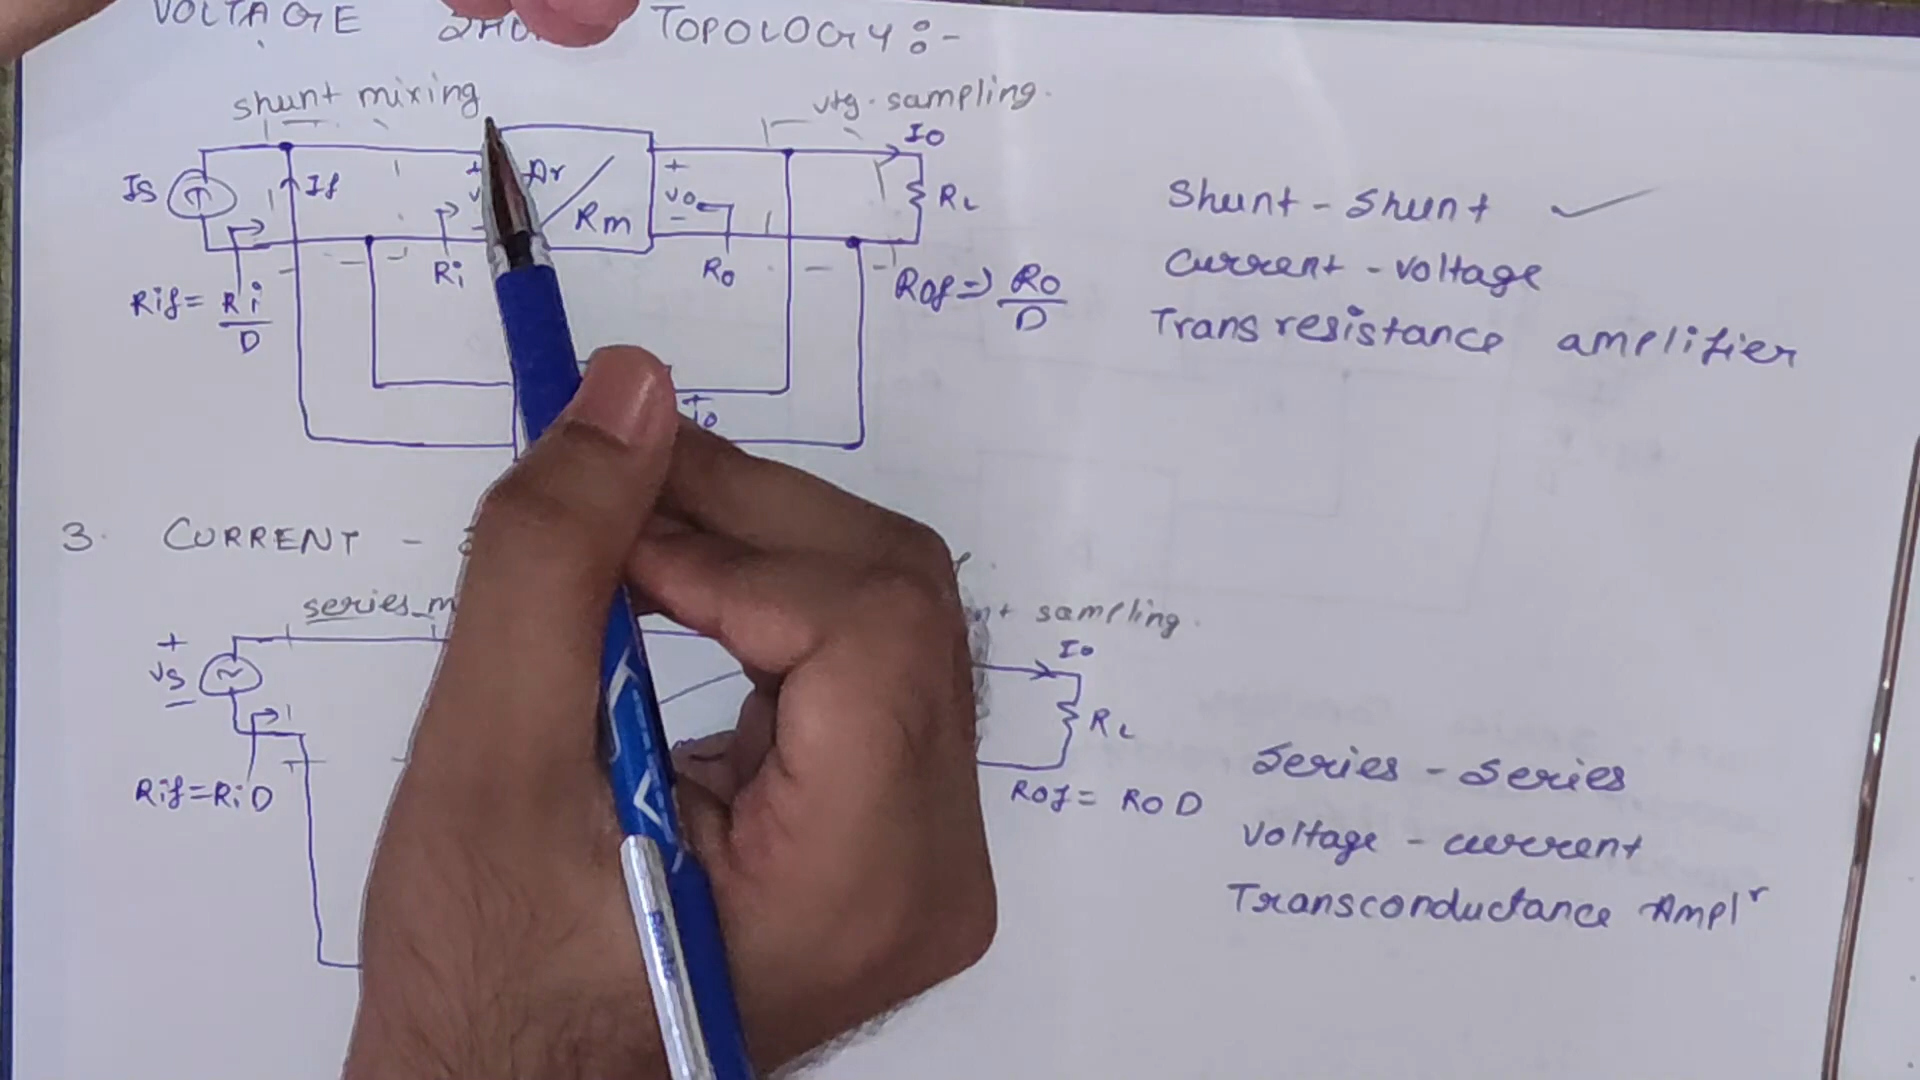 VOLTAGE TOPOLOGY :-
shunt mixing vtg. sampling.
Is If + Ar Rm + Vo - Io RL
Ri Ro
Rif = Ri/D Rof => Ro/D
Io
Shunt - Shunt ✓
Current - Voltage
Transresistance amplifier
3. CURRENT -
series sampling.
+ Vs ~ Io RL
Rif = Ri D Rof = Ro D
Series - Series
Voltage - current
Transconductance Amplr